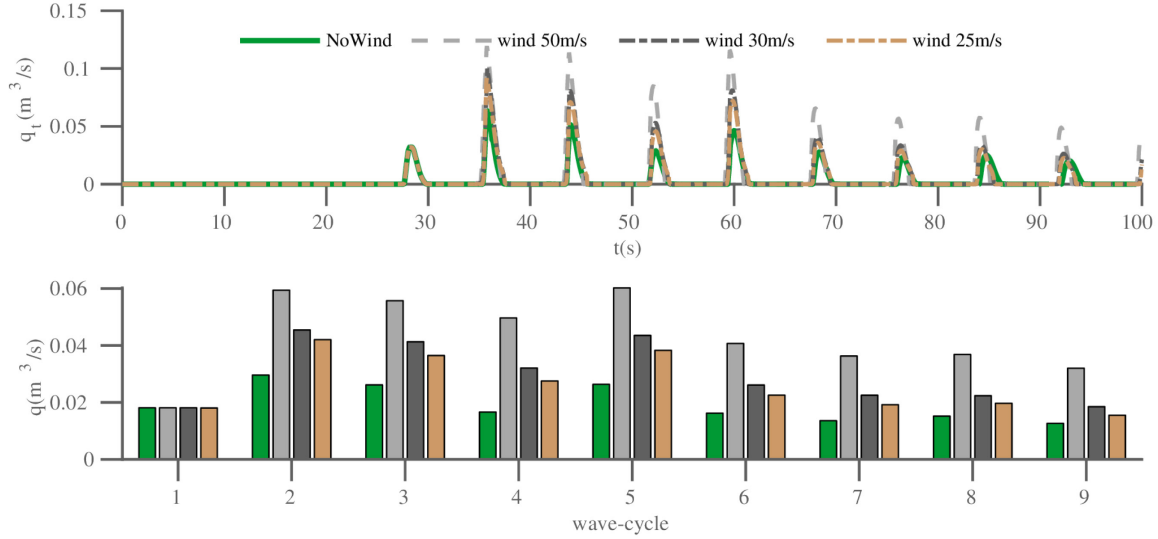 0.15
NoWind wind 50m/s wind 30m/s wind 25m/s
0.1
q_t (m^3/s)
0.05
0
0 10 20 30 40 50 60 70 80 90 100
t(s)
0.06
0.04
q(m^3/s)
0.02
0
1 2 3 4 5 6 7 8 9
wave-cycle